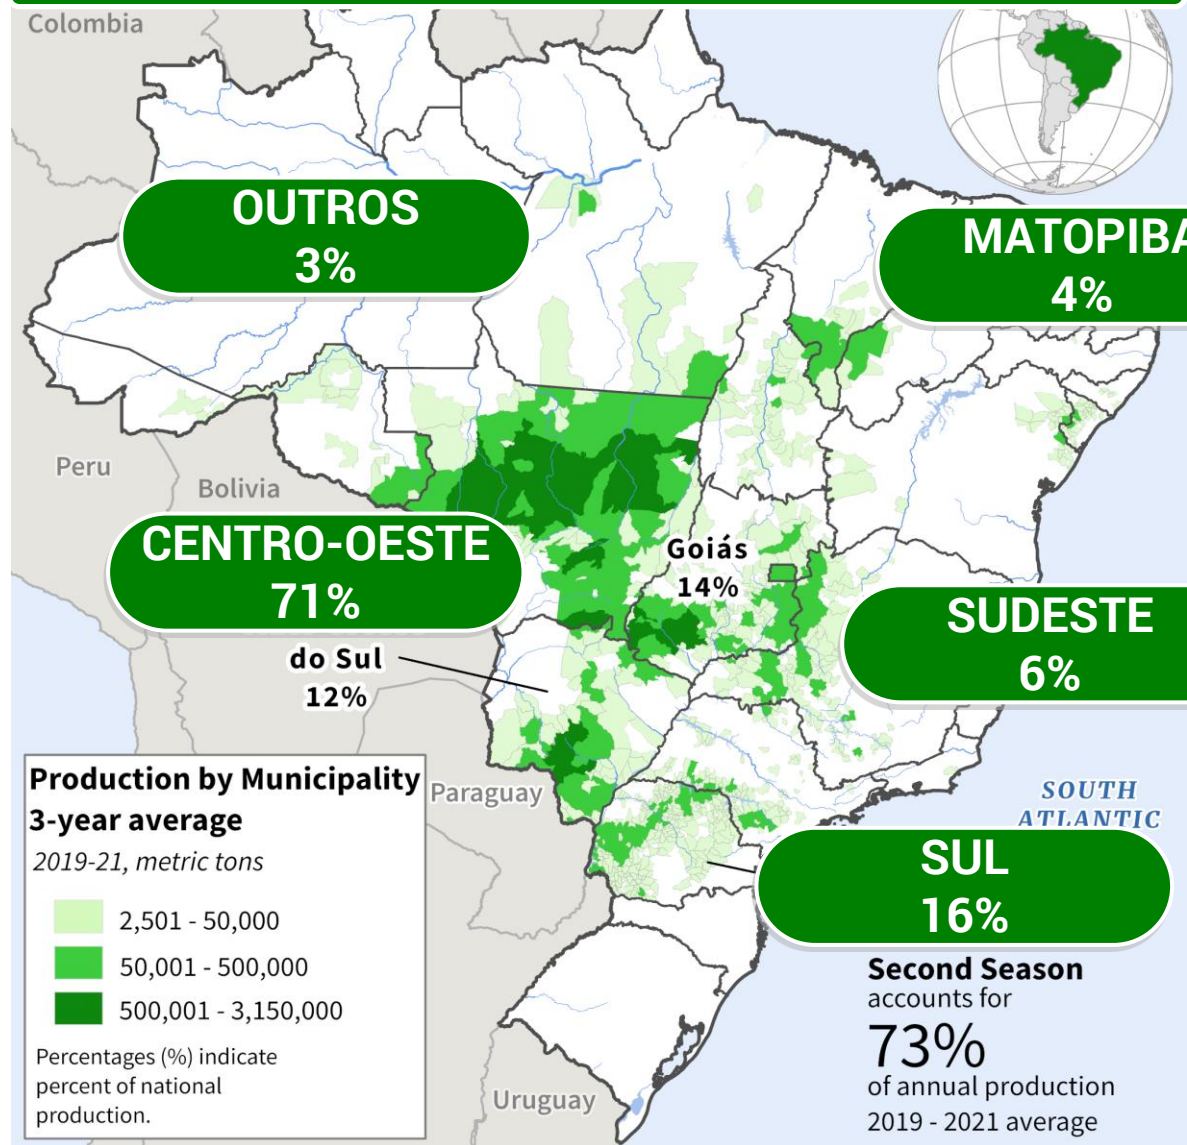 Colombia
OUTROS
3%
MATOPIBA
4%
Peru
Bolivia
CENTRO-OESTE
71%
Goiás
14%
SUDESTE
6%
do Sul
12%
Production by Municipality
3-year average
2019-21, metric tons
2,501 - 50,000
50,001 - 500,000
500,001 - 3,150,000
Percentages (%) indicate
percent of national
production.
Paraguay
SOUTH
ATLANTIC
SUL
16%
Second Season
accounts for
73%
of annual production
2019 - 2021 average
Uruguay